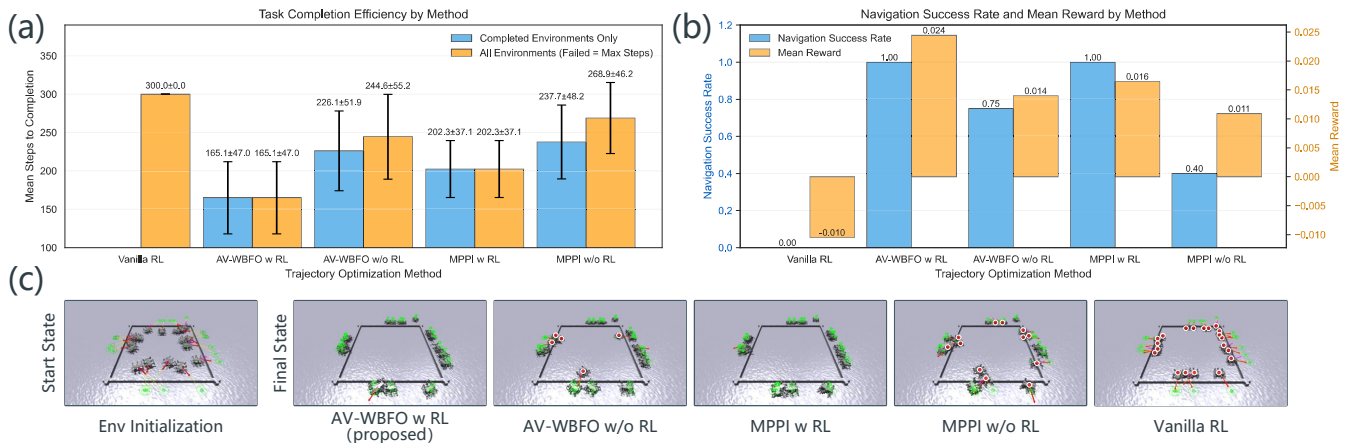 (a)
Task Completion Efficiency by Method
Mean Steps to Completion
350
300
250
200
150
100
Completed Environments Only
All Environments (Failed = Max Steps)
300.0±0.0
165.1±47.0
165.1±47.0
226.1±51.9
244.6±55.2
202.3±37.1
202.3±37.1
237.7±48.2
268.9±46.2
Vanilla RL
AV-WBFO w RL
AV-WBFO w/o RL
MPPI w RL
MPPI w/o RL
Trajectory Optimization Method
(b)
Navigation Success Rate and Mean Reward by Method
Navigation Success Rate
1.2
1.0
0.8
0.6
0.4
0.2
0.0
Navigation Success Rate
Mean Reward
0.00
-0.010
1.00
0.024
0.75
0.014
1.00
0.016
0.40
0.011
0.025
0.020
0.015
0.010
0.005
0.000
−0.005
−0.010
Mean Reward
Vanilla RL
AV-WBFO w RL
AV-WBFO w/o RL
MPPI w RL
MPPI w/o RL
Trajectory Optimization Method
(c)
Start State
Final State
Env Initialization
AV-WBFO w RL
(proposed)
AV-WBFO w/o RL
MPPI w RL
MPPI w/o RL
Vanilla RL